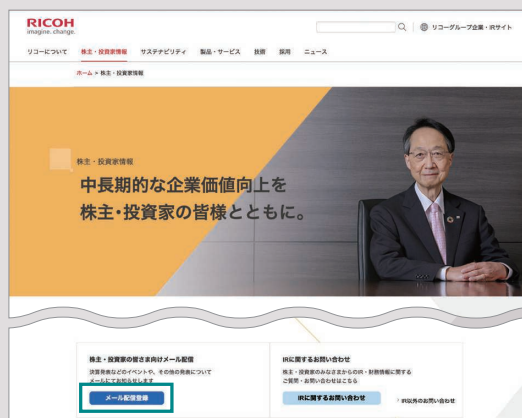 RICOH
imagine. change.
リコーグループ企業・IRサイト
リコーについて 株主・投資家情報 サステナビリティ 製品・サービス 技術 採用 ニュース
ホーム > 株主・投資家情報
株主・投資家情報
中長期的な企業価値向上を
株主・投資家の皆様とともに。
株主・投資家の皆さま向けメール配信
決算発表などのイベントや、その他の発表について
メールにてお知らせします
メール配信登録
IRに関するお問い合わせ
株主・投資家のみなさまからのIR・財務情報に関する
ご質問・お問い合わせはこちら
IRに関するお問い合わせ
IR以外のお問い合わせ